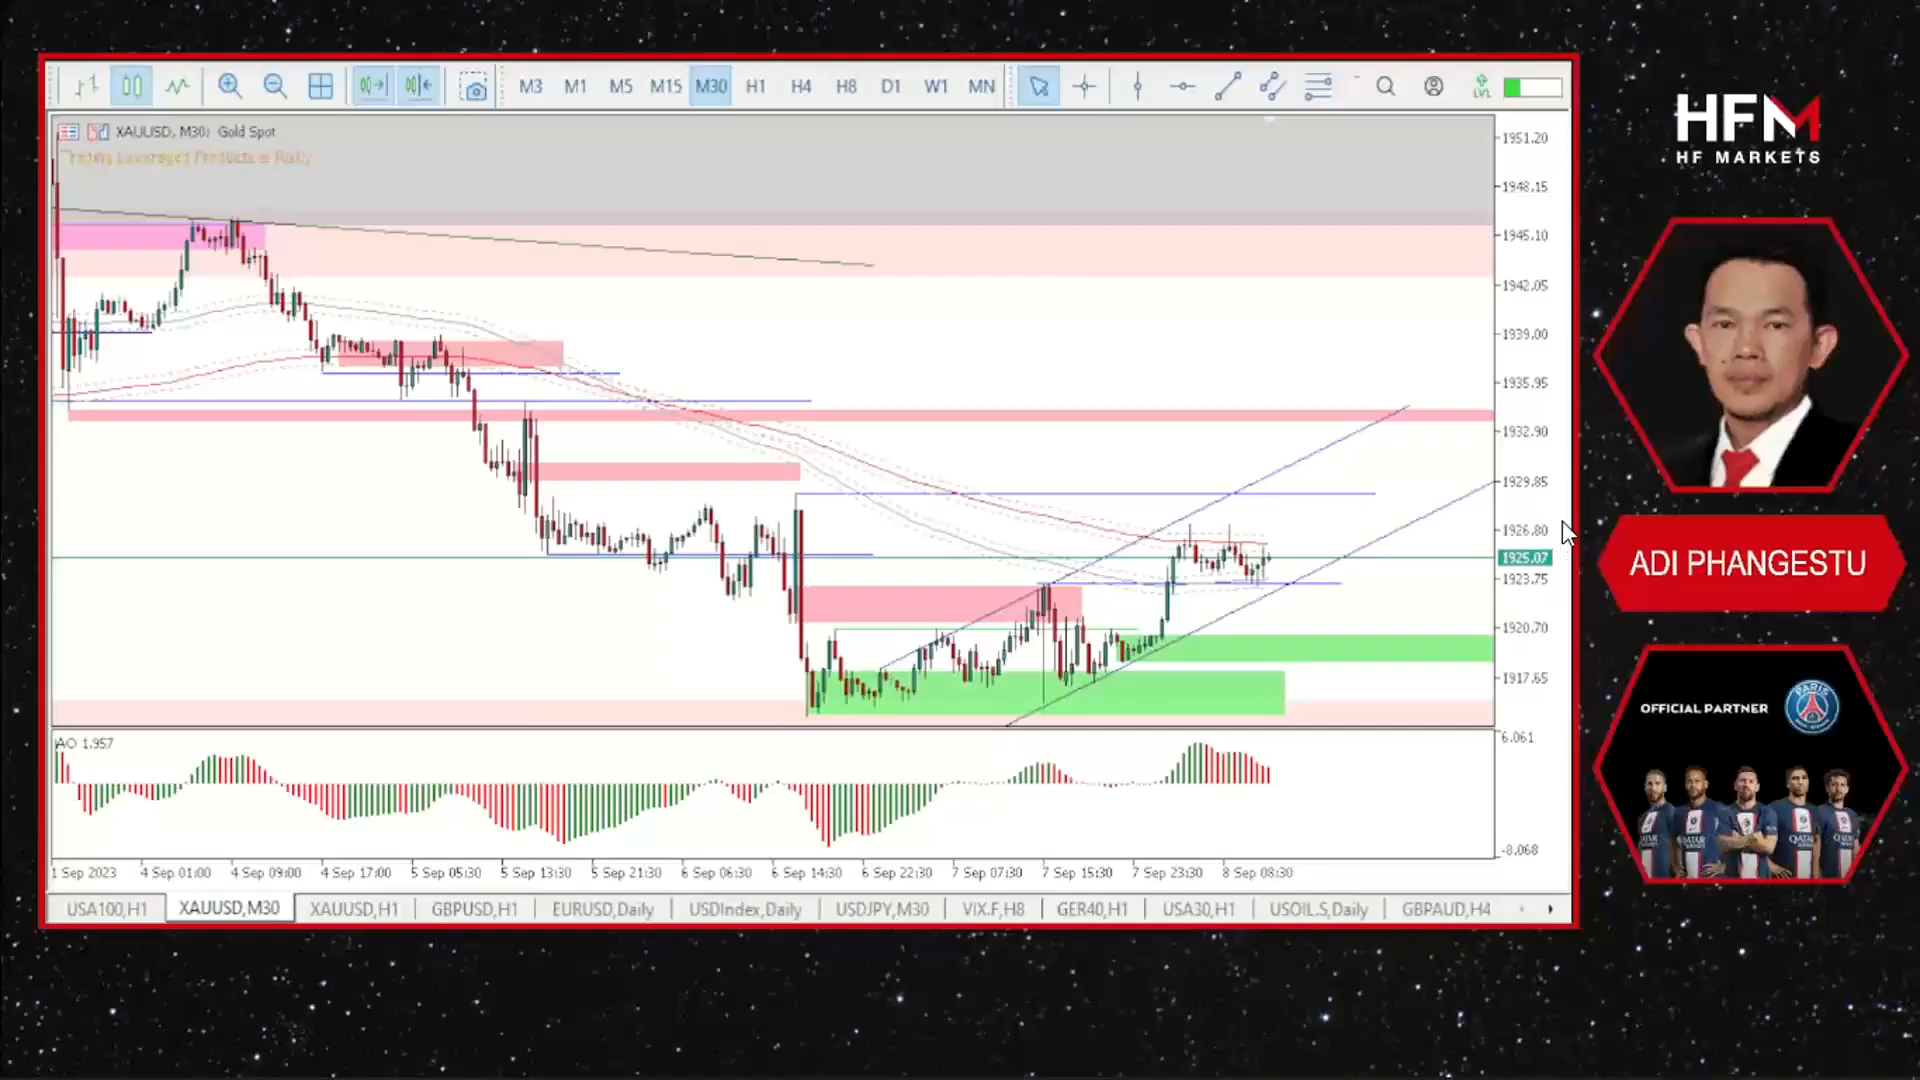 M3 M1 M5 M15 M30 H1 H4 H8 D1 W1 MN
LVL
XAUUSD, M30: Gold Spot
Trading Leveraged Products is Risky
1951.20
1948.15
1945.10
1942.05
1939.00
1935.95
1932.90
1929.85
1926.80
1925.07
1923.75
1920.70
1917.65
AO 1.957
6.061
-8.068
1 Sep 2023 4 Sep 01:00 4 Sep 09:00 4 Sep 17:00 5 Sep 05:30 5 Sep 13:30 5 Sep 21:30 6 Sep 06:30 6 Sep 14:30 6 Sep 22:30 7 Sep 07:30 7 Sep 15:30 7 Sep 23:30 8 Sep 08:30
USA100,H1 XAUUSD,M30 XAUUSD,H1 GBPUSD,H1 EURUSD,Daily USDIndex,Daily USDJPY,M30 VIX.F,H8 GER40,H1 USA30,H1 USOIL.S,Daily GBPAUD,H4
HFM
HF MARKETS
ADI PHANGESTU
OFFICIAL PARTNER
PARIS